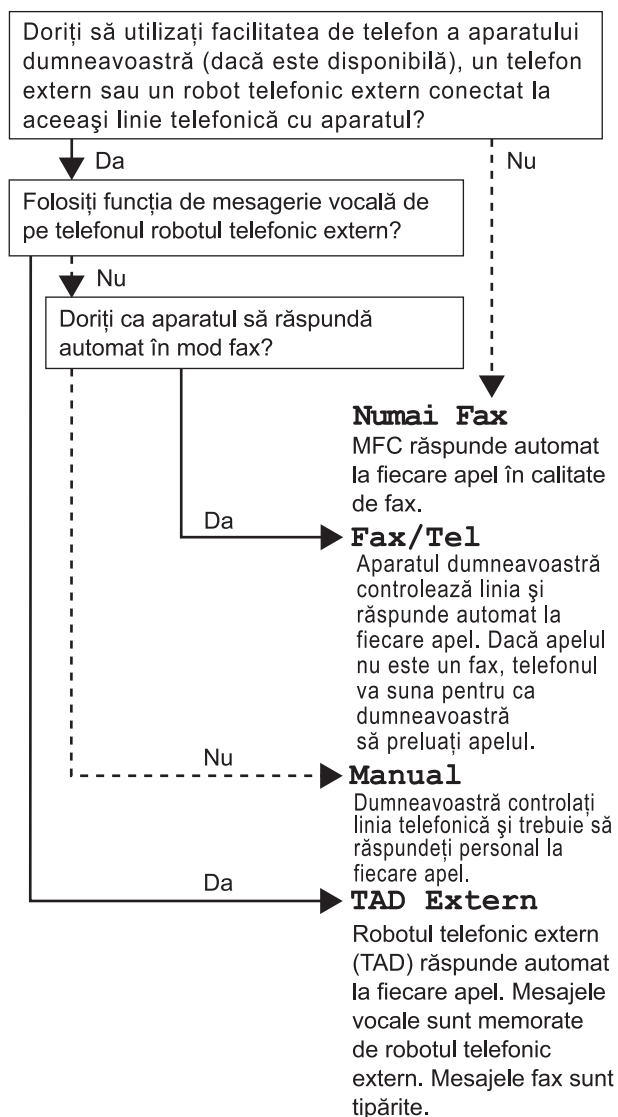 Doriți să utilizați facilitatea de telefon a aparatului
dumneavoastră (dacă este disponibilă), un telefon
extern sau un robot telefonic extern conectat la
aceeaşi linie telefonică cu aparatul?
Da
Nu
Folosiți funcția de mesagerie vocală de
pe telefonul robotul telefonic extern?
Nu
Doriți ca aparatul să răspundă
automat în mod fax?
Numai Fax
MFC răspunde automat
la fiecare apel în calitate
de fax.
Da
Fax/Tel
Aparatul dumneavoastră
controlează linia şi
răspunde automat la
fiecare apel. Dacă apelul
nu este un fax, telefonul
va suna pentru ca
dumneavoastră
să preluați apelul.
Nu
Manual
Dumneavoastră controlați
linia telefonică şi trebuie să
răspundeți personal la
fiecare apel.
Da
TAD Extern
Robotul telefonic extern
(TAD) răspunde automat
la fiecare apel. Mesajele
vocale sunt memorate
de robotul telefonic
extern. Mesajele fax sunt
tipărite.